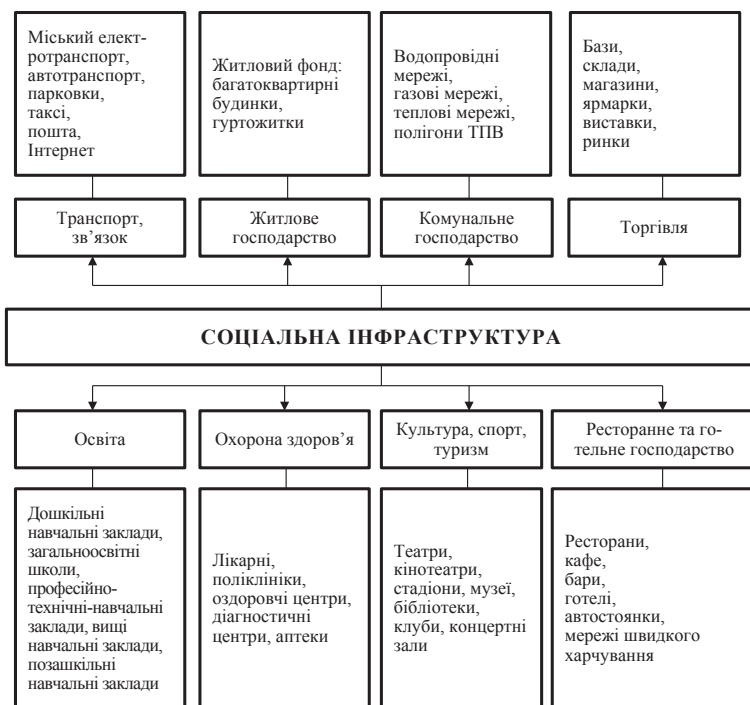 Міський елект-
ротранспорт,
автотранспорт,
парковки,
таксі,
пошта,
Інтернет
Житловий фонд:
багатоквартирні
будинки,
гуртожитки
Водопровідні
мережі,
газові мережі,
теплові мережі,
полігони ТПВ
Бази,
склади,
магазини,
ярмарки,
виставки,
ринки
Транспорт,
зв’язок
Житлове
господарство
Комунальне
господарство
Торгівля
СОЦІАЛЬНА ІНФРАСТРУКТУРА
Освіта
Охорона здоров’я
Культура, спорт,
туризм
Ресторанне та го-
тельне господарство
Дошкільні
навчальні заклади,
загальноосвітні
школи,
професійно-
технічні-навчальні
заклади, вищі
навчальні заклади,
позашкільні
навчальні заклади
Лікарні,
поліклініки,
оздоровчі центри,
діагностичні
центри, аптеки
Театри,
кінотеатри,
стадіони, музеї,
бібліотеки,
клуби, концертні
зали
Ресторани,
кафе,
бари,
готелі,
автостоянки,
мережі швидкого
харчування